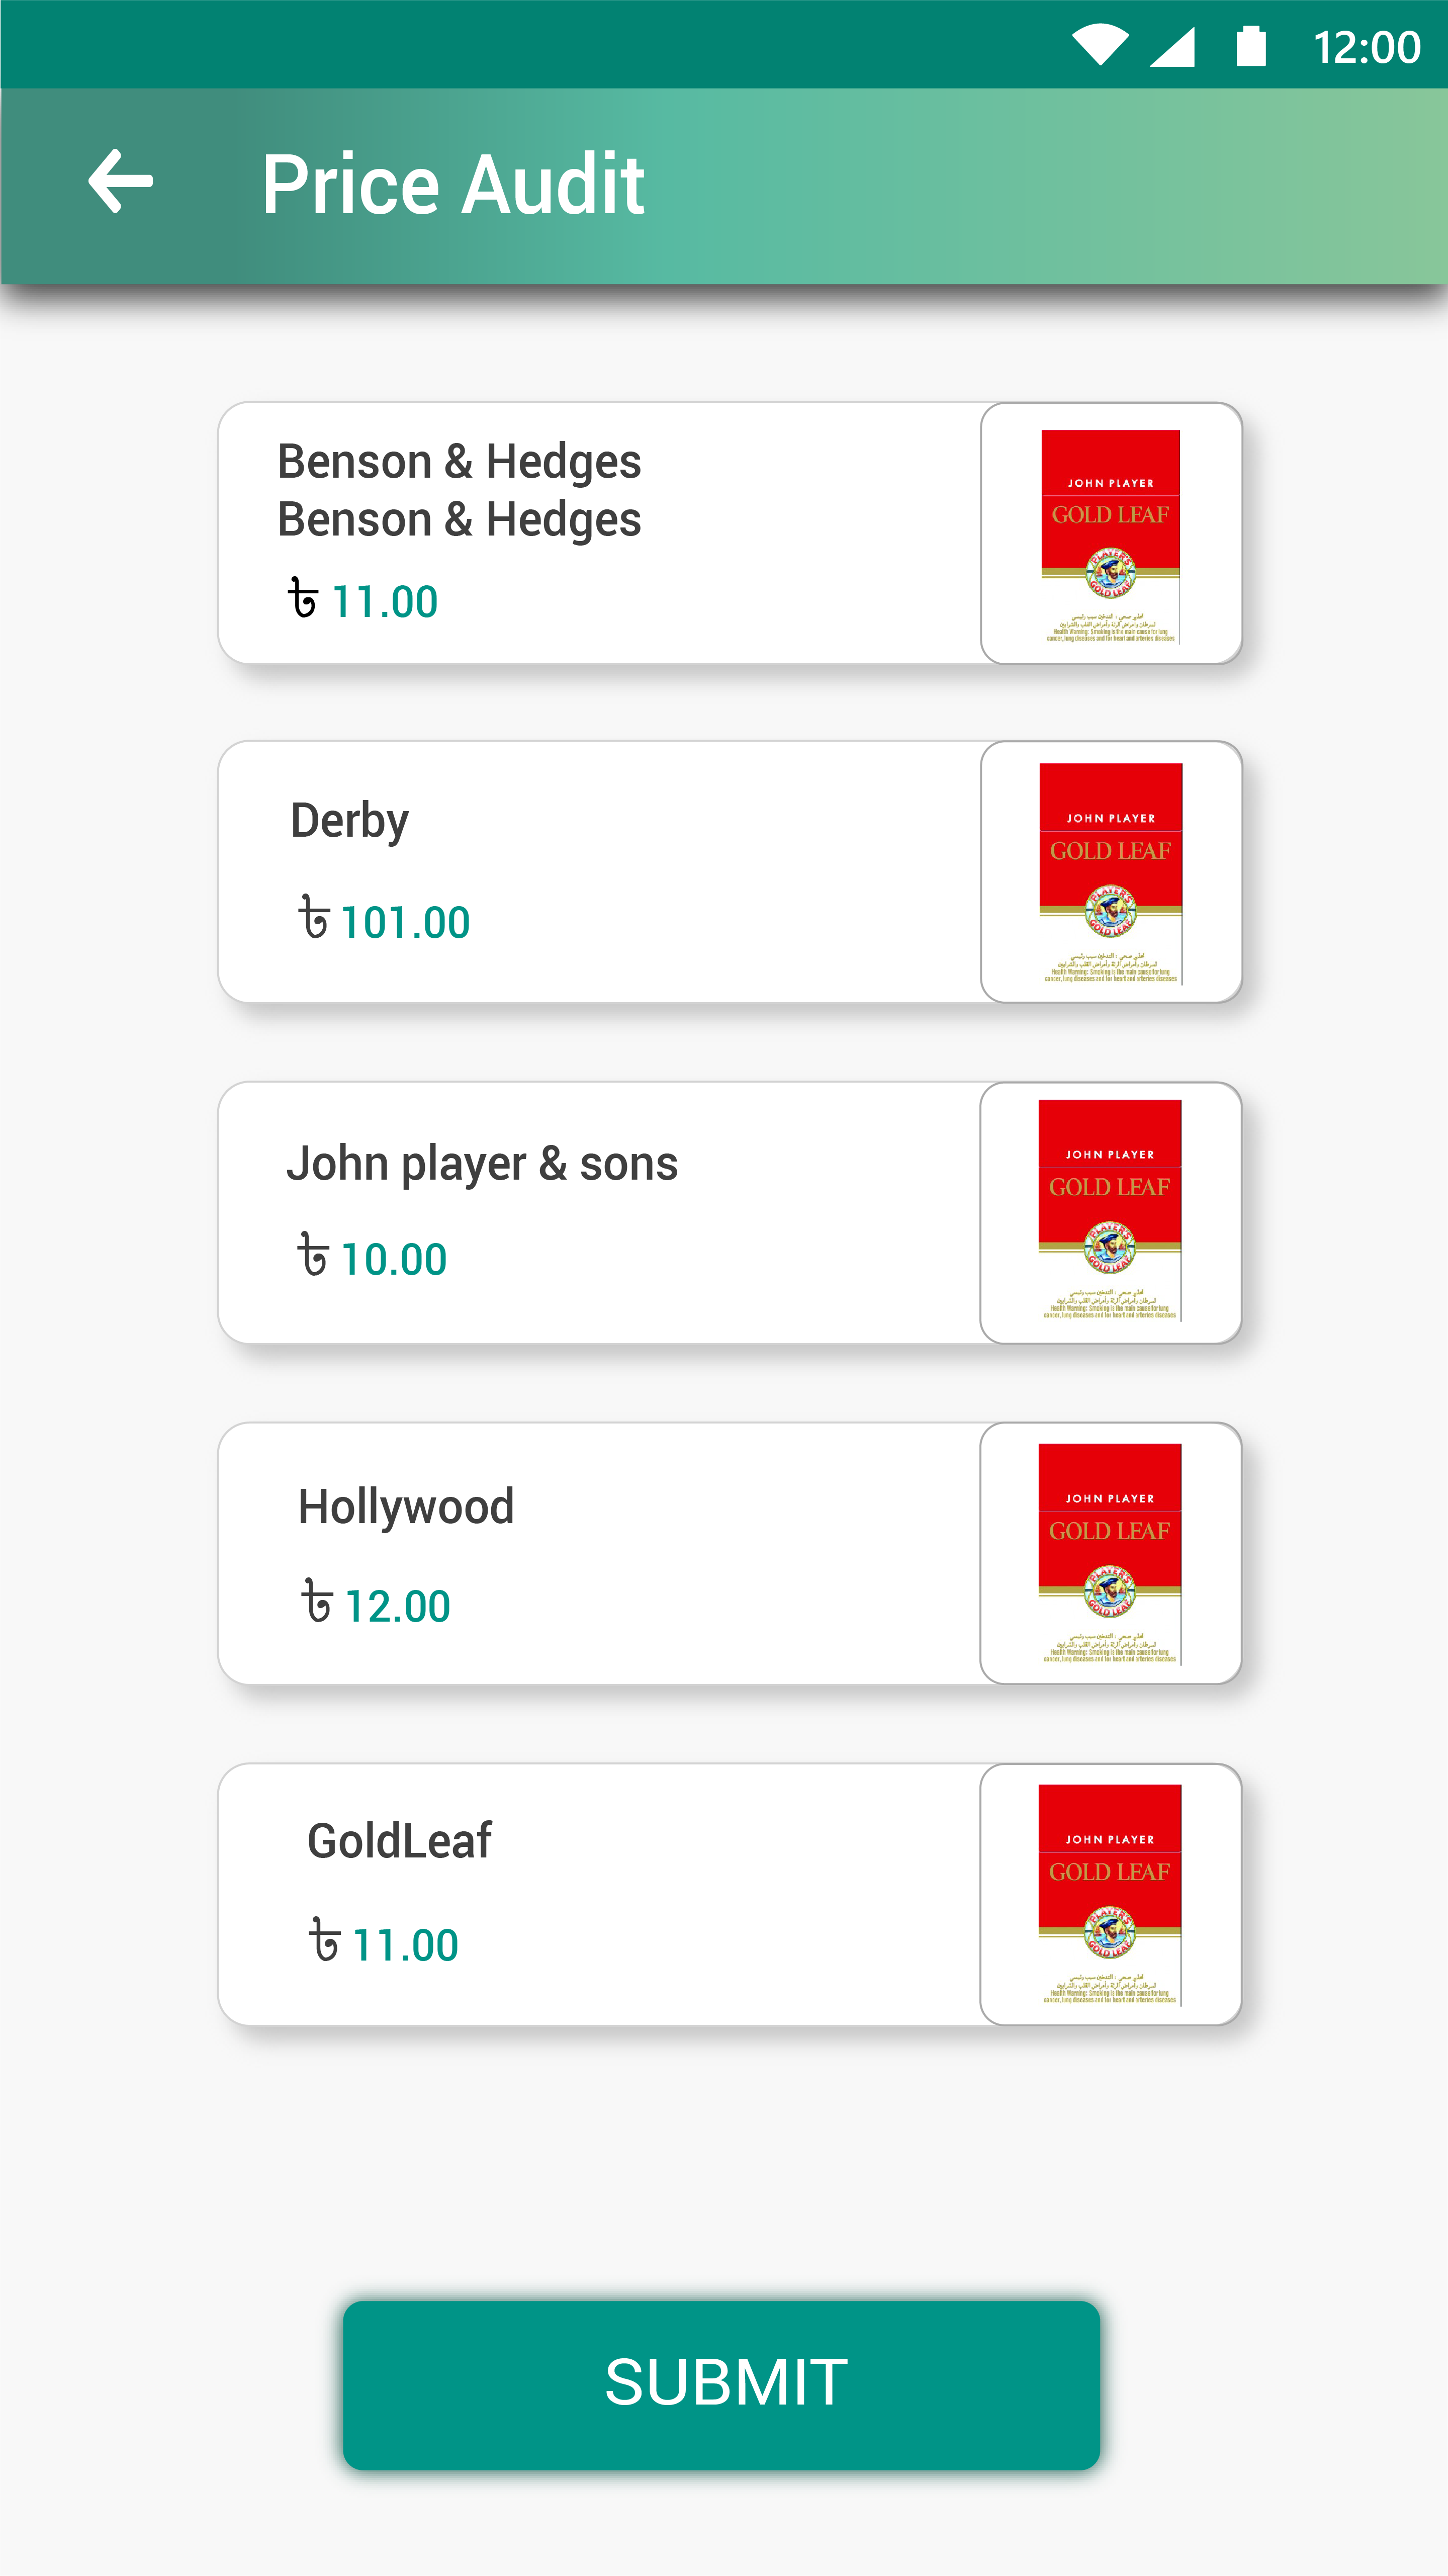 12:00
Price Audit
Benson & Hedges
Benson & Hedges
৳ 11.00
JOHN PLAYER
GOLD LEAF
PLAYER'S
GOLD LEAF
Health Warning: Smoking is the main cause for lung
cancer, lung diseases and for heart and arteries diseases
Derby
৳ 101.00
JOHN PLAYER
GOLD LEAF
PLAYER'S
GOLD LEAF
Health Warning: Smoking is the main cause for lung
cancer, lung diseases and for heart and arteries diseases
John player & sons
৳ 10.00
JOHN PLAYER
GOLD LEAF
PLAYER'S
GOLD LEAF
Health Warning: Smoking is the main cause for lung
cancer, lung diseases and for heart and arteries diseases
Hollywood
৳ 12.00
JOHN PLAYER
GOLD LEAF
PLAYER'S
GOLD LEAF
Health Warning: Smoking is the main cause for lung
cancer, lung diseases and for heart and arteries diseases
GoldLeaf
৳ 11.00
JOHN PLAYER
GOLD LEAF
PLAYER'S
GOLD LEAF
Health Warning: Smoking is the main cause for lung
cancer, lung diseases and for heart and arteries diseases
SUBMIT